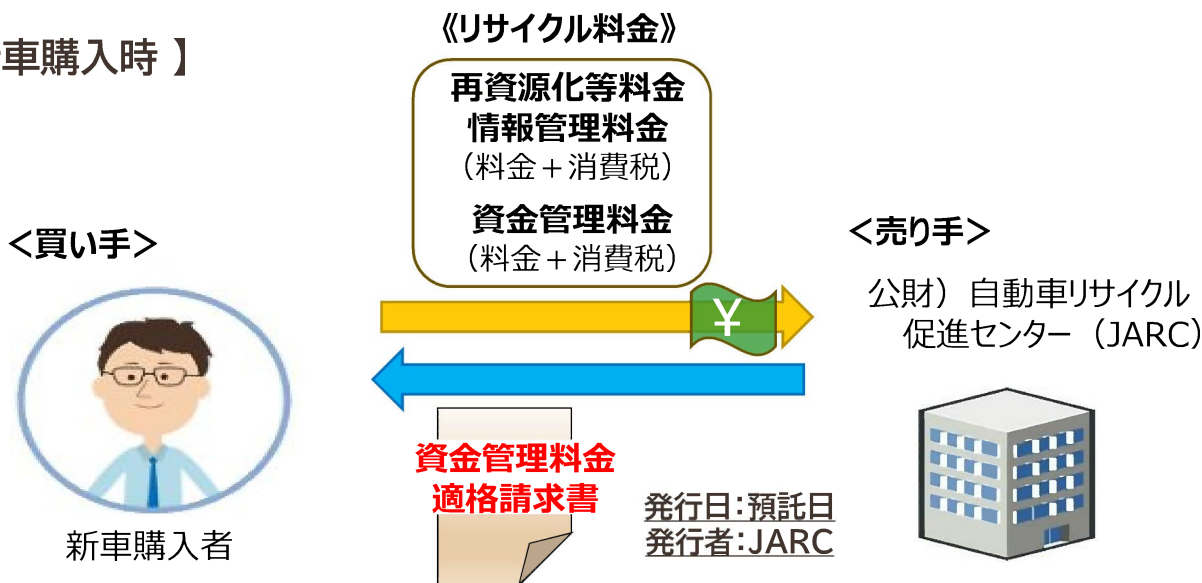 車購入時 】
《リサイクル料金》
再資源化等料金
情報管理料金
（料金＋消費税）
資金管理料金
（料金＋消費税）
＜買い手＞
新車購入者
¥
資金管理料金
適格請求書
発行日：預託日
発行者：JARC
＜売り手＞
公財）自動車リサイクル
促進センター（JARC）